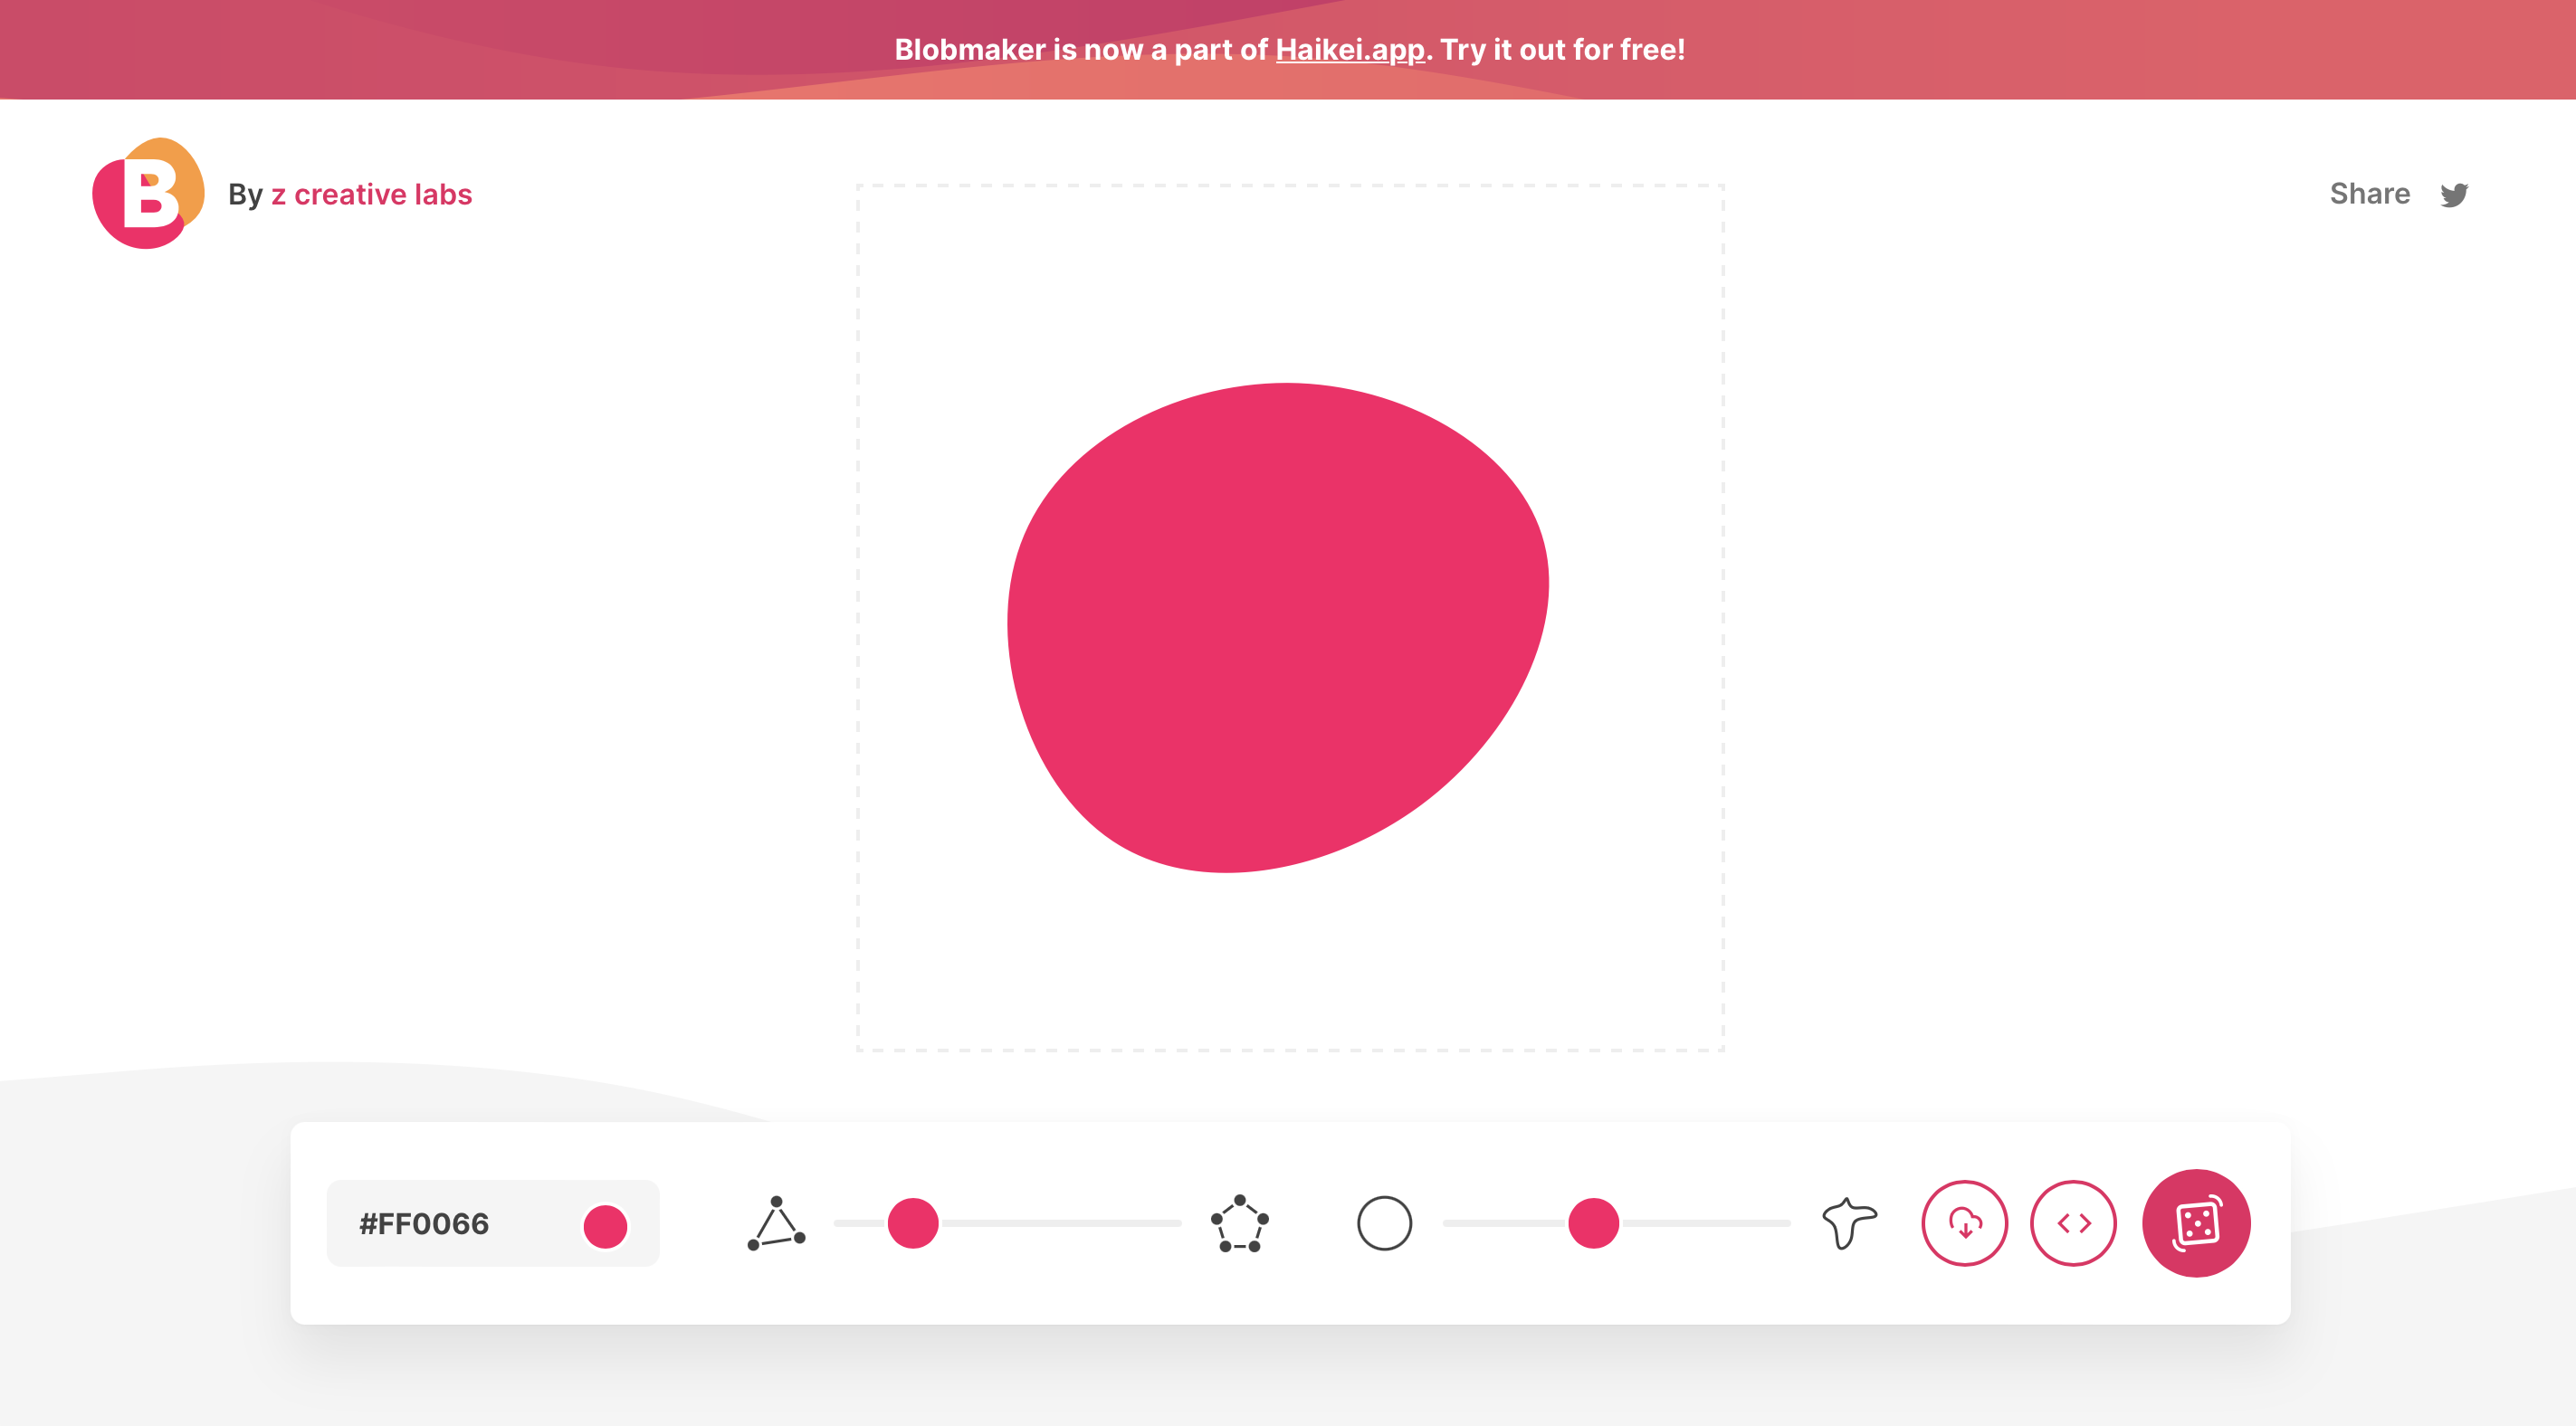 Blobmaker is now a part of Haikei.app. Try it out for free!
B
By z creative labs
Share
#FF0066